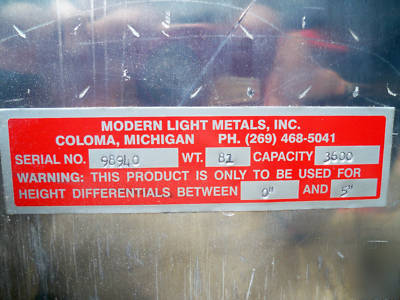 MODERN LIGHT METALS, INC.
COLOMA, MICHIGAN PH. (269) 468-5041
SERIAL NO. 98940 WT. 82 CAPACITY 3600
WARNING: THIS PRODUCT IS ONLY TO BE USED FOR
HEIGHT DIFFERENTIALS BETWEEN 0" AND 5"